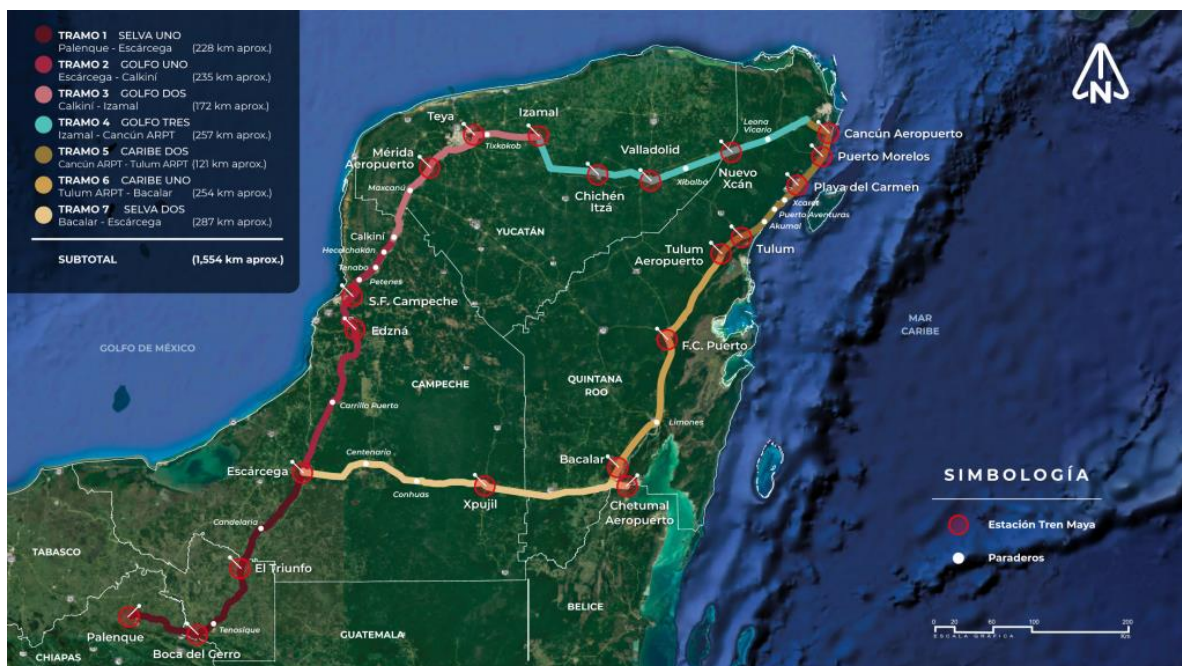 TRAMO 1 SELVA UNO
Palenque - Escárcega (228 km aprox.)
TRAMO 2 GOLFO UNO
Escárcega - Calkiní (235 km aprox.)
TRAMO 3 GOLFO DOS
Calkiní - Izamal (172 km aprox.)
TRAMO 4 GOLFO TRES
Izamal - Cancún ARPT (257 km aprox.)
TRAMO 5 CARIBE DOS
Cancún ARPT - Tulum ARPT (121 km aprox.)
TRAMO 6 CARIBE UNO
Tulum ARPT - Bacalar (254 km aprox.)
TRAMO 7 SELVA DOS
Bacalar - Escárcega (287 km aprox.)
SUBTOTAL (1,554 km aprox.)
N
Teya
Izamal
Tixkokob
Leona
Vicario
Cancún Aeropuerto
Mérida
Aeropuerto
Valladolid
Puerto Morelos
Nuevo
Xcán
Xibalbá
Chichén
Itzá
Playa del Carmen
Maxcanú
Xcaret
Puerto Aventuras
Akumal
YUCATÁN
Calkiní
Hecelchakán
Tulum
Aeropuerto
Tulum
Tenabo
Petenes
S.F. Campeche
Edzná
MAR
CARIBE
GOLFO DE MÉXICO
F.C. Puerto
CAMPECHE
QUINTANA
ROO
Carrillo Puerto
Limones
Centenario
Bacalar
Escárcega
Conhuas
Xpujil
Chetumal
Aeropuerto
SIMBOLOGÍA
Estación Tren Maya
Paraderos
Candelaria
TABASCO
El Triunfo
BELICE
Tenosique
Palenque
Boca del Cerro
GUATEMALA
CHIAPAS
0 20 60 100 200
ESCALA GRÁFICA